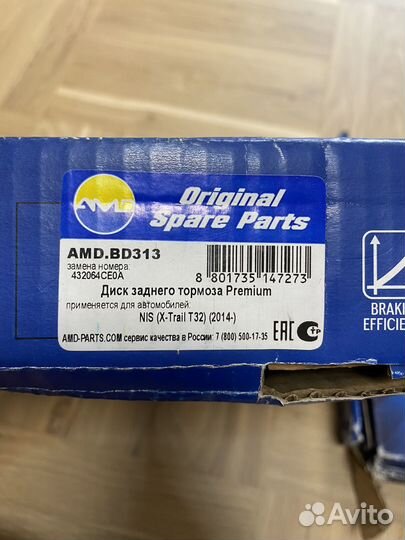 AMD
Original
Spare Parts
AMD.BD313
замена номера:
432064CE0A
8 801735 147273
Диск заднего тормоза Premium
применяется для автомобилей:
NIS (X-Trail T32) (2014-)
AMD-PARTS.COM сервис качества в России: 7 (800) 500-17-35
EAC
BRAKI
EFFICIE
Avito